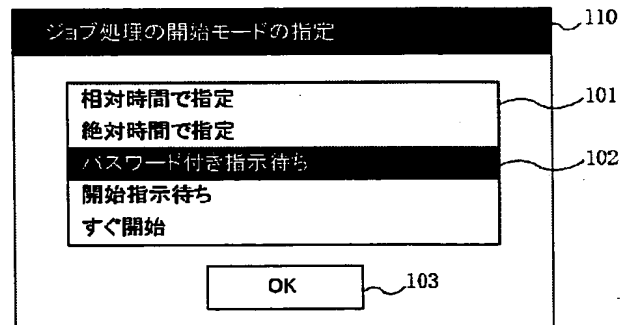 ジョブ処理の開始モードの指定
110
相対時間で指定
101
絶対時間で指定
パスワード付き指示待ち
102
開始指示待ち
すぐ開始
OK
103